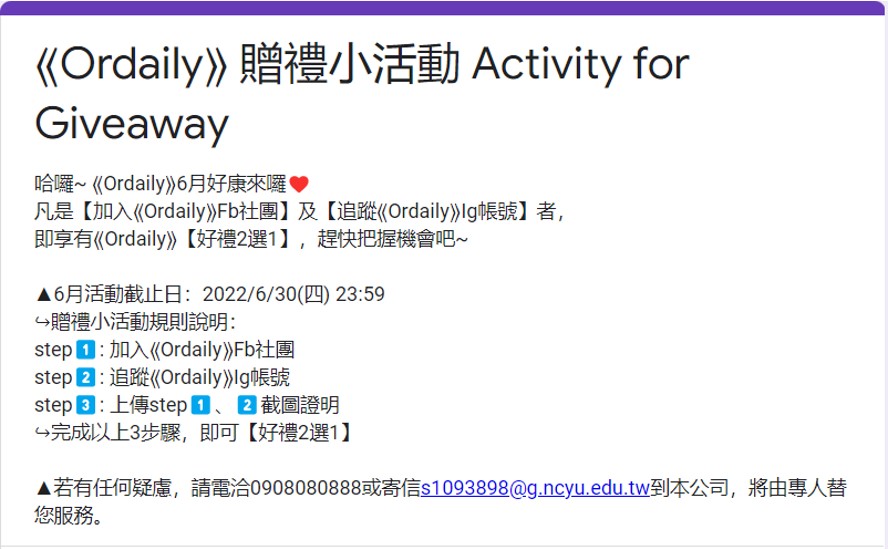 《Ordaily》 贈禮小活動 Activity for
Giveaway
哈囉~ 《Ordaily》6月好康來囉❤️
凡是【加入《Ordaily》Fb社團】及【追蹤《Ordaily》Ig帳號】者，
即享有《Ordaily》【好禮2選1】，趕快把握機會吧~
▲6月活動截止日：2022/6/30(四) 23:59
↪贈禮小活動規則說明：
step1️⃣: 加入《Ordaily》Fb社團
step2️⃣: 追蹤《Ordaily》Ig帳號
step3️⃣: 上傳step1️⃣、2️⃣截圖證明
↪完成以上3步驟，即可【好禮2選1】
▲若有任何疑慮，請電洽0908080888或寄信s1093898@g.ncyu.edu.tw到本公司，將由專人替
您服務。